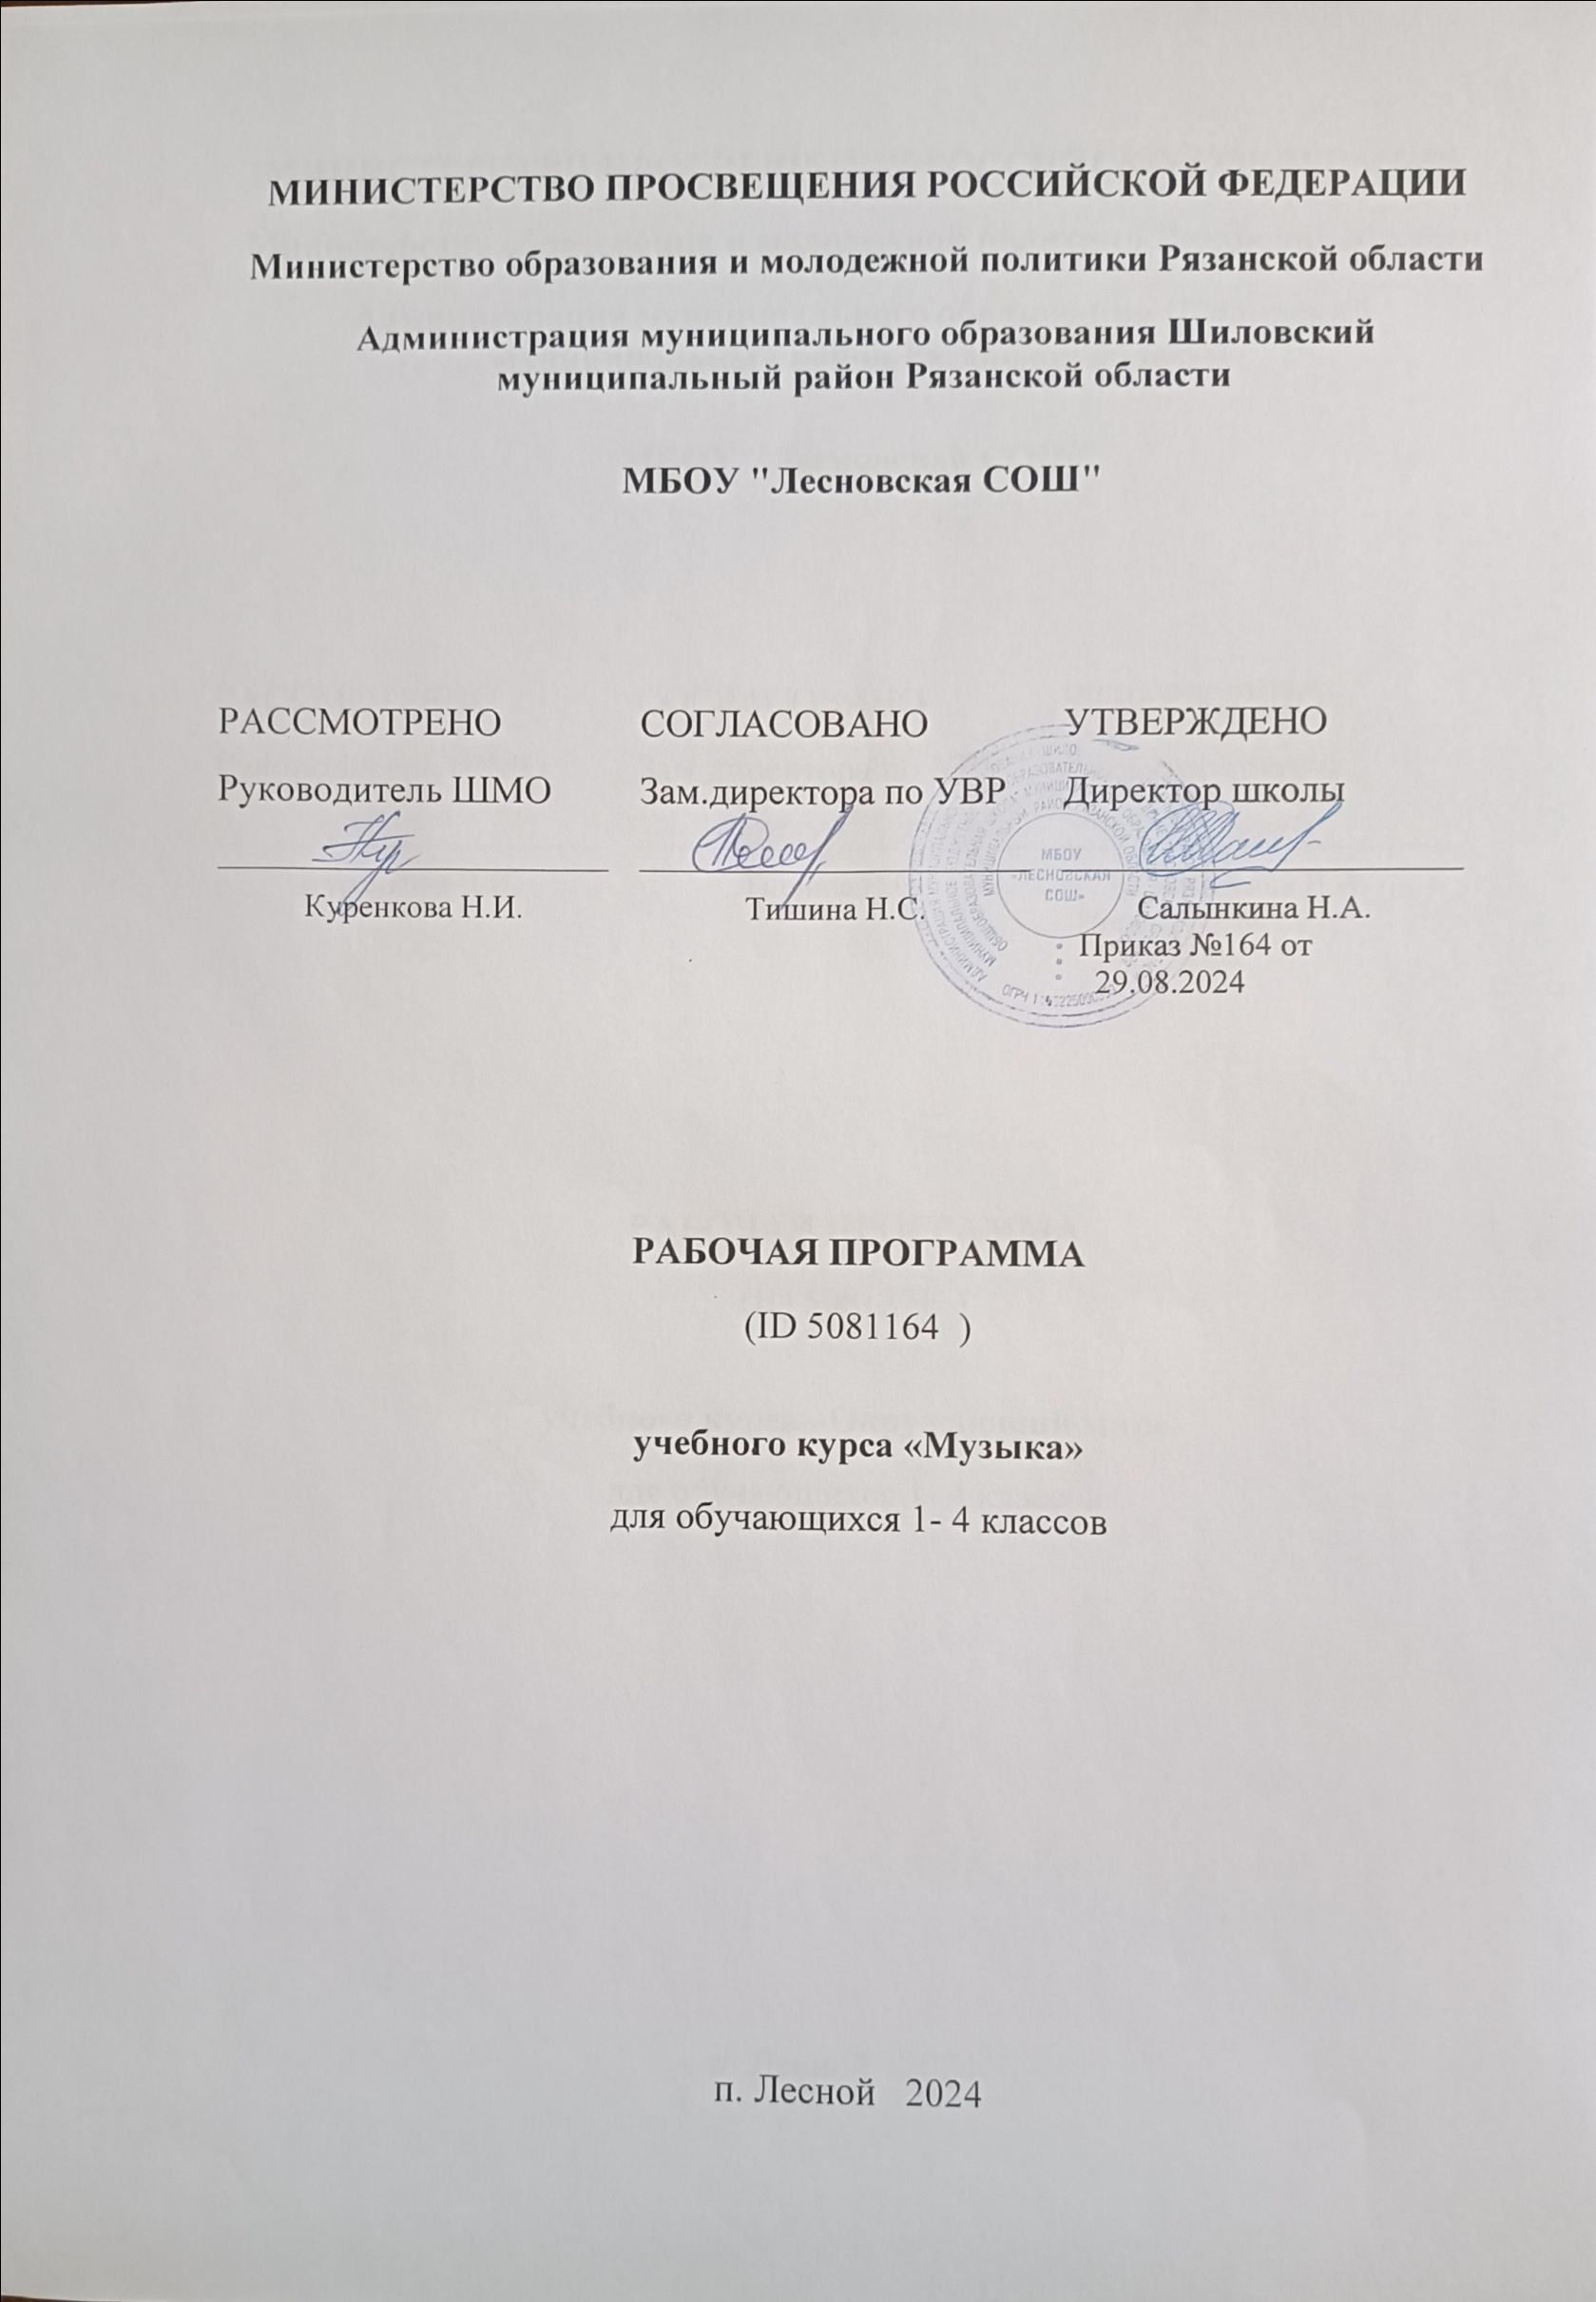 МИНИСТЕРСТВО ПРОСВЕЩЕНИЯ РОССИЙСКОЙ ФЕДЕРАЦИИ
Министерство образования и молодежной политики Рязанской области
Администрация муниципального образования Шиловский
муниципальный район Рязанской области
МБОУ "Лесновская СОШ"
РАССМОТРЕНО
Руководитель ШМО
Куренкова Н.И.
СОГЛАСОВАНО
Зам.директора по УВР
Тишина Н.С.
УТВЕРЖДЕНО
Директор школы
Салынкина Н.А.
Приказ №164 от
29.08.2024
МБОУ
«ЛЕСНОВСКАЯ
СОШ»
РАБОЧАЯ ПРОГРАММА
(ID 5081164  )
учебного курса «Музыка»
для обучающихся 1- 4 классов
п. Лесной   2024